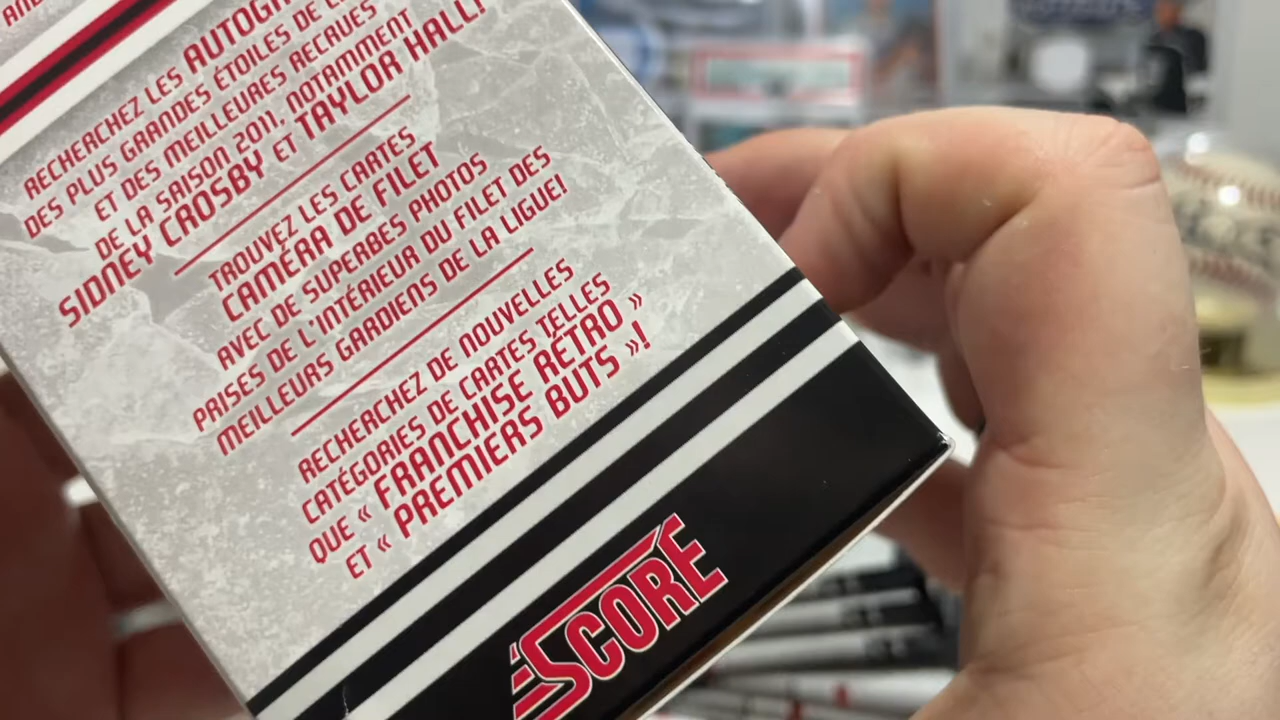 RECHERCHEZ LES
DES PLUS GRANDES ÉTOILES DE
ET DES MEILLEURES RECRUES
DE LA SAISON 2011, NOTAMMENT
SIDNEY CROSBY ET TAYLOR HALL!
TROUVEZ LES CARTES
CAMÉRA DE FILET
AVEC DE SUPERBES PHOTOS
PRISES DE L'INTÉRIEUR DU FILET DES
MEILLEURS GARDIENS DE LA LIGUE!
RECHERCHEZ DE NOUVELLES
CATÉGORIES DE CARTES TELLES
QUE « FRANCHISE RÉTRO »
ET « PREMIERS BUTS »!
SCORE